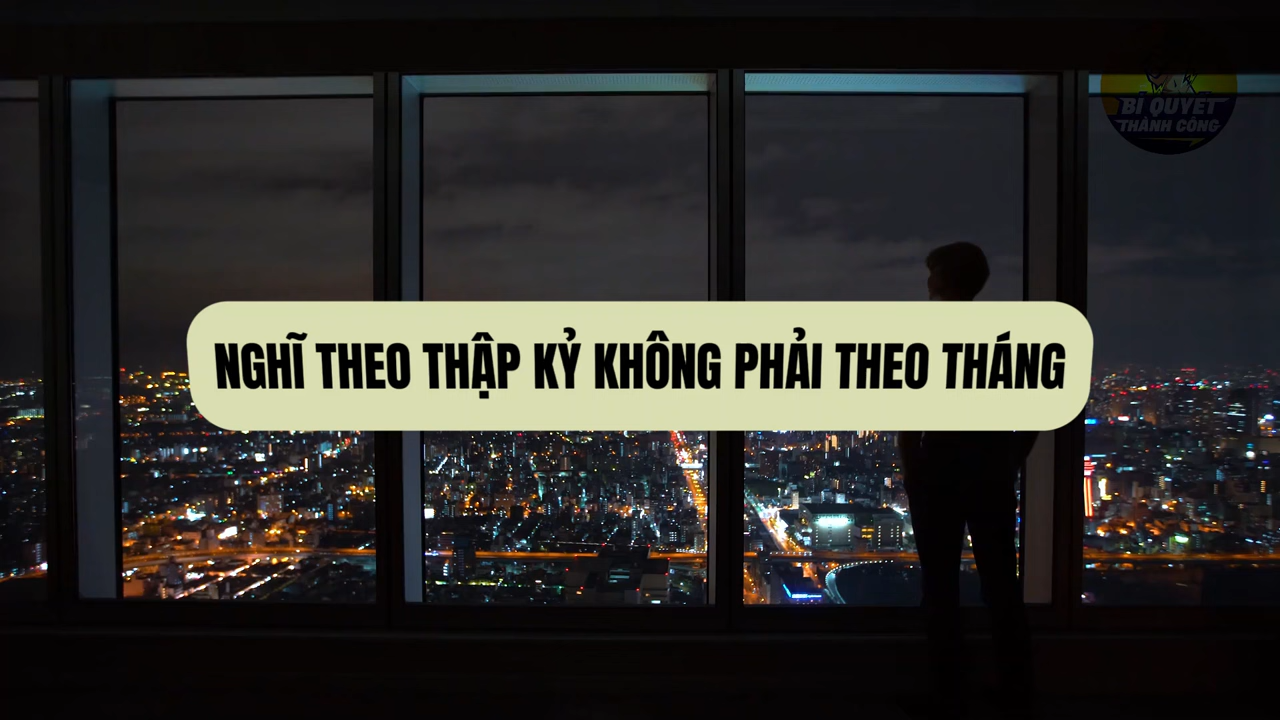 BÍ QUYẾT
THÀNH CÔNG
NGHĨ THEO THẬP KỶ KHÔNG PHẢI THEO THÁNG